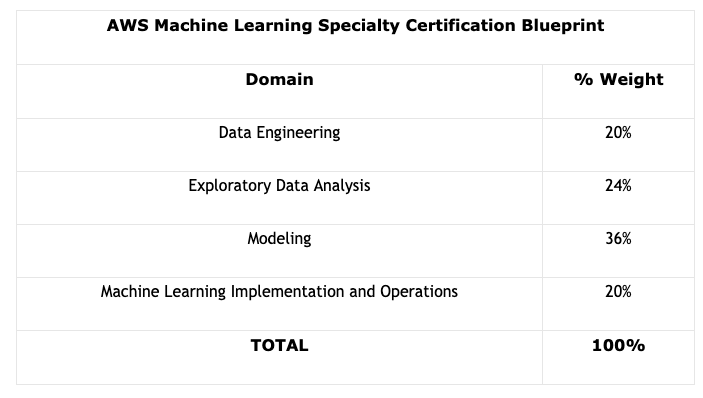 AWS Machine Learning Specialty Certification Blueprint
Domain % Weight
Data Engineering 20%
Exploratory Data Analysis 24%
Modeling 36%
Machine Learning Implementation and Operations 20%
TOTAL 100%